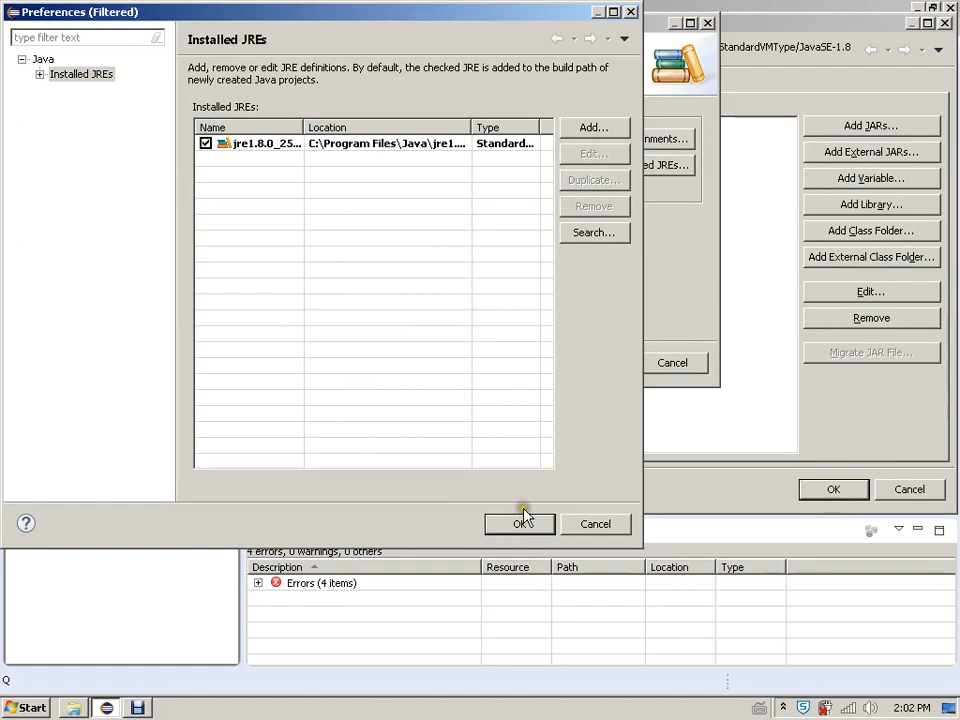 Preferences (Filtered)
type filter text
Java
Installed JREs
Installed JREs
Add, remove or edit JRE definitions. By default, the checked JRE is added to the build path of
newly created Java projects.
Installed JREs:
Name
Location
Type
jre1.8.0_25...
C:\Program Files\Java\jre1....
Standard...
Add...
Edit...
Duplicate...
Remove
Search...
OK
Cancel
StandardVMType/JavaSE-1.8
nments...
ed JREs...
Cancel
Add JARs...
Add External JARs...
Add Variable...
Add Library...
Add Class Folder...
Add External Class Folder...
Edit...
Remove
Migrate JAR File...
OK
Cancel
4 errors, 0 warnings, 0 others
Description
Resource
Path
Location
Type
Errors (4 items)
Start
2:02 PM